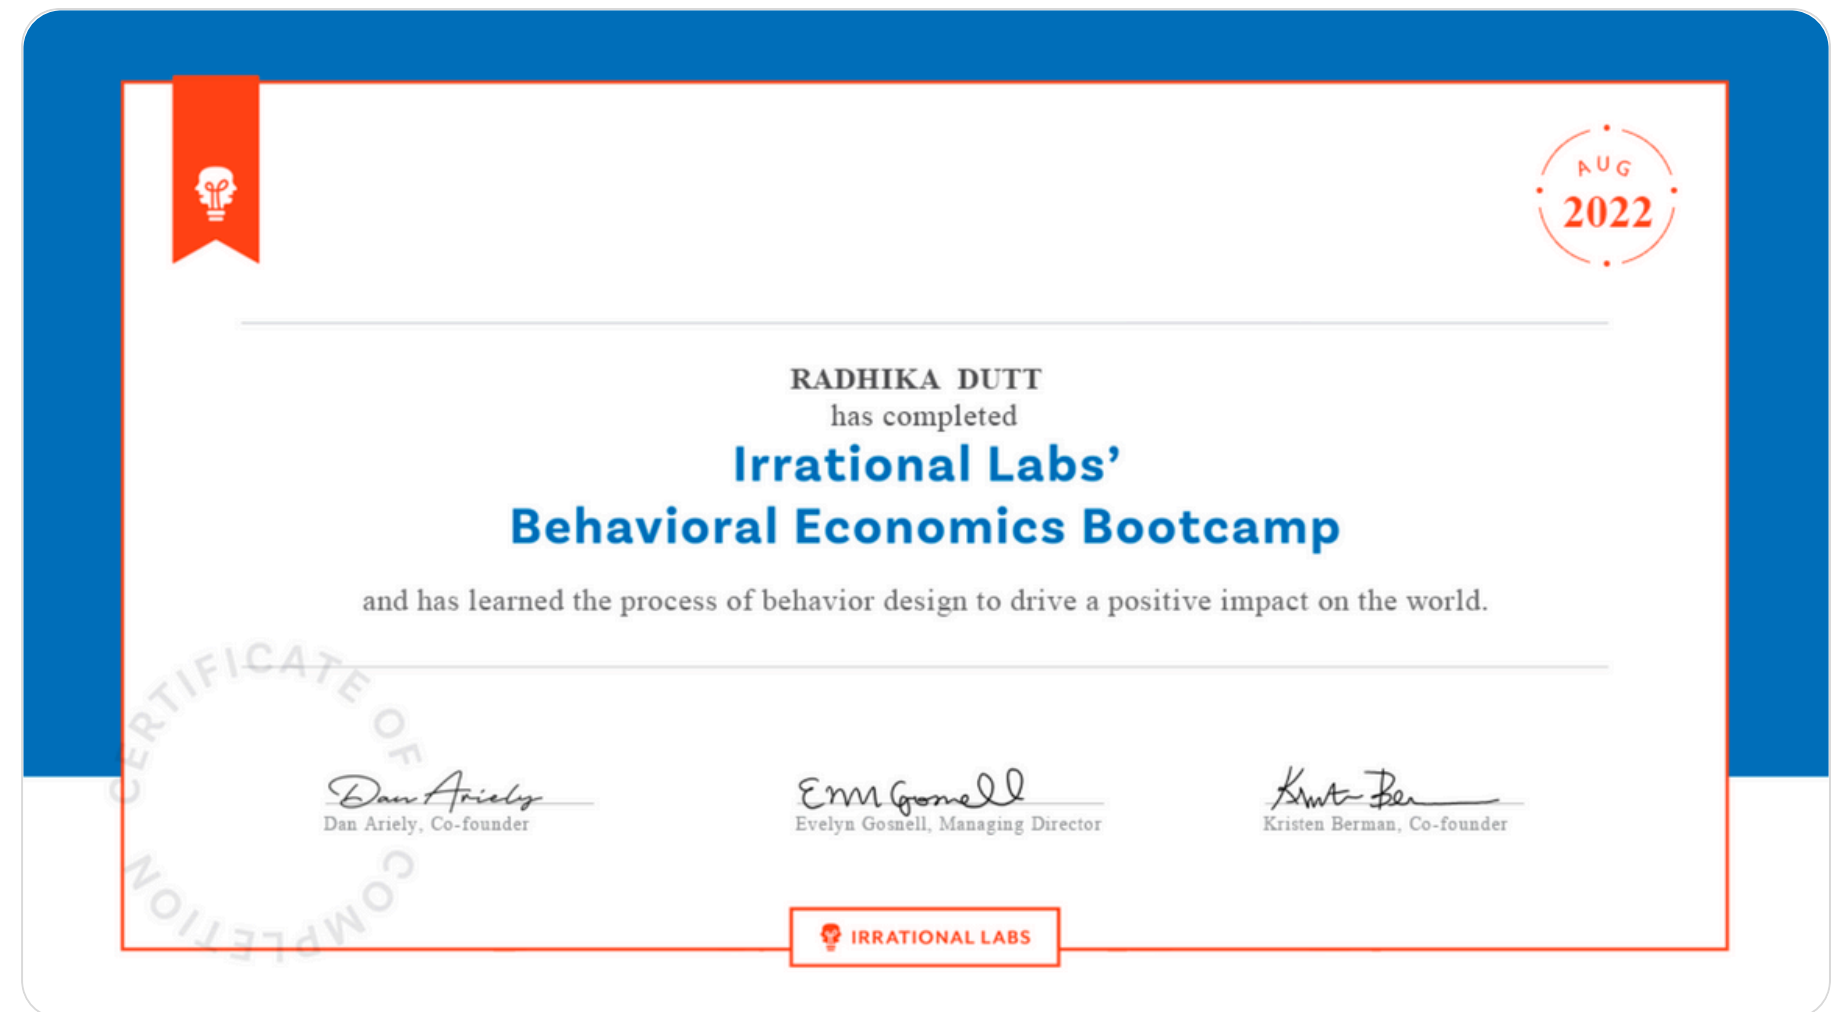 AUG
2022
RADHIKA DUTT
has completed
Irrational Labs’
Behavioral Economics Bootcamp
and has learned the process of behavior design to drive a positive impact on the world.
CERTIFICATE OF COMPLETION
Dan Ariely
Dan Ariely, Co-founder
Evelyn Gosnell, Managing Director
Kristen Berman, Co-founder
IRRATIONAL LABS